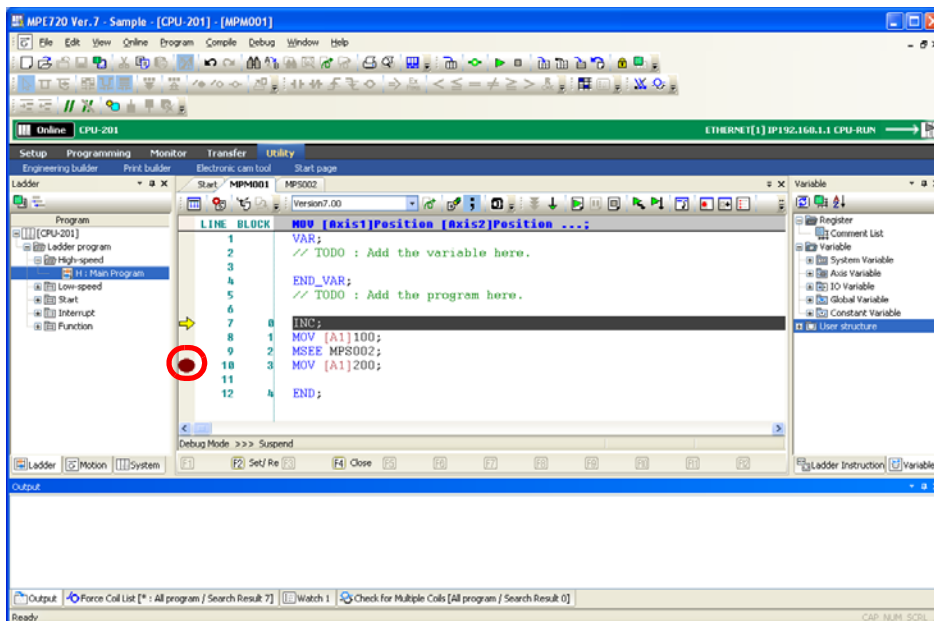 MPE720 Ver.7 - Sample - [CPU-201] - [MPM001]
File Edit View Online Program Compile Debug Window Help
Online CPU-201 ETHERNET[1] IP192.168.1.1 CPU-RUN
Setup Programming Monitor Transfer Utility
Engineering builder Print builder Electronic cam tool Start page
Ladder
Start MPM001 MPS002
Variable
Version7.00
Program
[CPU-201]
Ladder program
High-speed
H : Main Program
Low-speed
Start
Interrupt
Function
LINE BLOCK MOV [Axis1]Position [Axis2]Position ...;
1 VAR;
2 // TODO : Add the variable here.
3
4 END_VAR;
5 // TODO : Add the program here.
6
7 0 INC;
8 1 MOV [A1]100;
9 2 MSEE MPS002;
10 3 MOV [A1]200;
11
12 4 END;
Register
Comment List
Variable
System Variable
Axis Variable
IO Variable
Global Variable
Constant Variable
User structure
Debug Mode >>> Suspend
Ladder Motion System
F1 F2 Set/ Re F3 F4 Close F5 F6 F7 F8 F9 F10 F11 F12
Ladder Instruction Variable
Output
Output Force Coil List [* : All program / Search Result 7] Watch 1 Check for Multiple Coils [All program / Search Result 0]
Ready CAP NUM SCRL